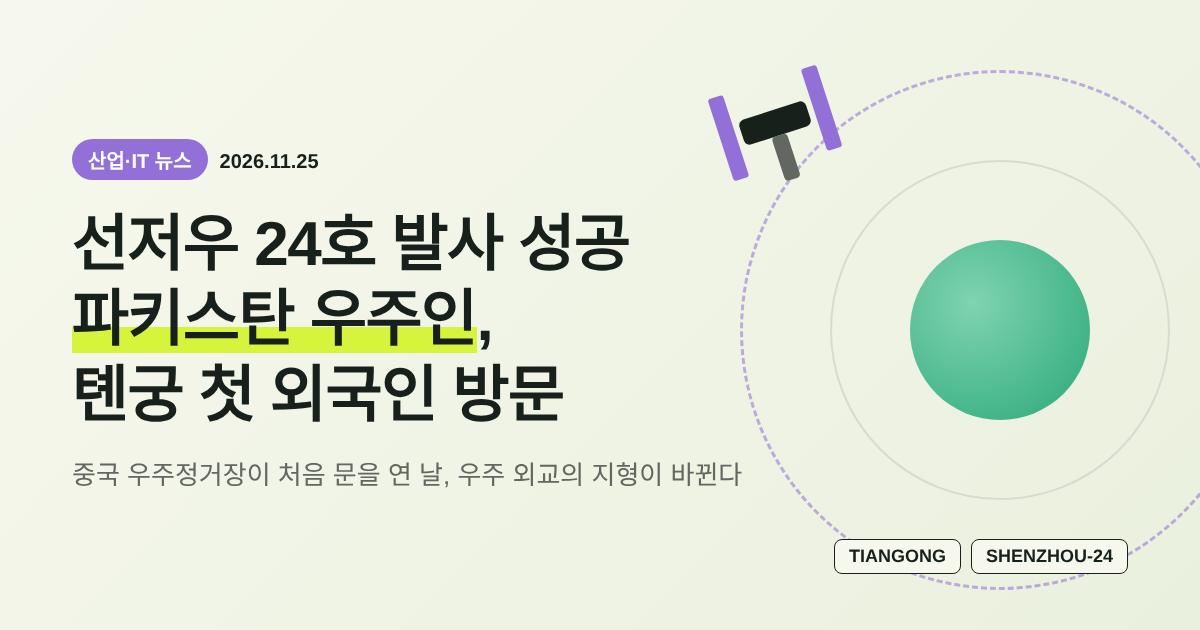 산업·IT 뉴스 2026.11.25
선저우 24호 발사 성공
파키스탄 우주인,
톈궁 첫 외국인 방문
중국 우주정거장이 처음 문을 연 날, 우주 외교의 지형이 바뀐다
TIANGONG SHENZHOU-24